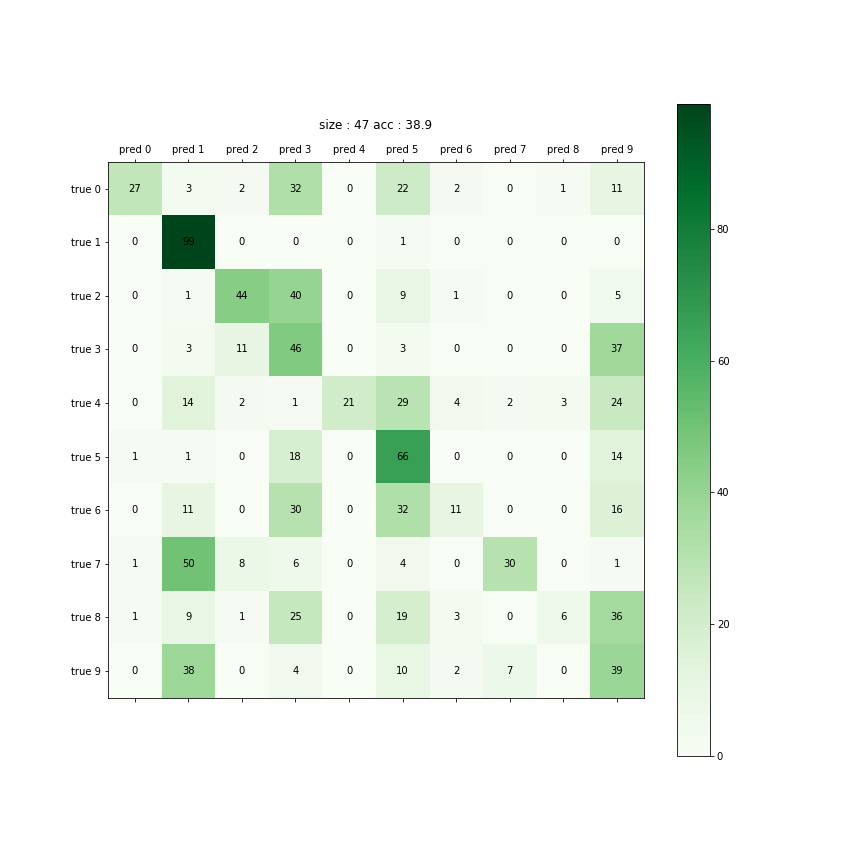 size : 47 acc : 38.9
pred 0 pred 1 pred 2 pred 3 pred 4 pred 5 pred 6 pred 7 pred 8 pred 9
true 0 27 3 2 32 0 22 2 0 1 11
true 1 0 99 0 0 0 1 0 0 0 0
true 2 0 1 44 40 0 9 1 0 0 5
true 3 0 3 11 46 0 3 0 0 0 37
true 4 0 14 2 1 21 29 4 2 3 24
true 5 1 1 0 18 0 66 0 0 0 14
true 6 0 11 0 30 0 32 11 0 0 16
true 7 1 50 8 6 0 4 0 30 0 1
true 8 1 9 1 25 0 19 3 0 6 36
true 9 0 38 0 4 0 10 2 7 0 39
80
60
40
20
0